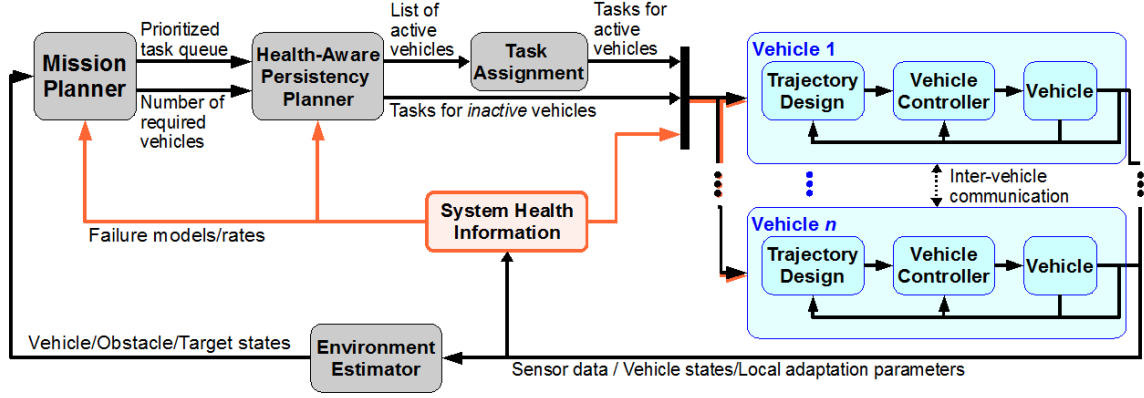 Prioritized
task queue
List of
active
vehicles
Tasks for
active
vehicles
Mission
Planner
Health-Aware
Persistency
Planner
Task
Assignment
Number of
required
vehicles
Tasks for inactive vehicles
Vehicle 1
Trajectory
Design
Vehicle
Controller
Vehicle
Inter-vehicle
communication
System Health
Information
Failure models/rates
Vehicle n
Trajectory
Design
Vehicle
Controller
Vehicle
Vehicle/Obstacle/Target states
Environment
Estimator
Sensor data / Vehicle states/Local adaptation parameters